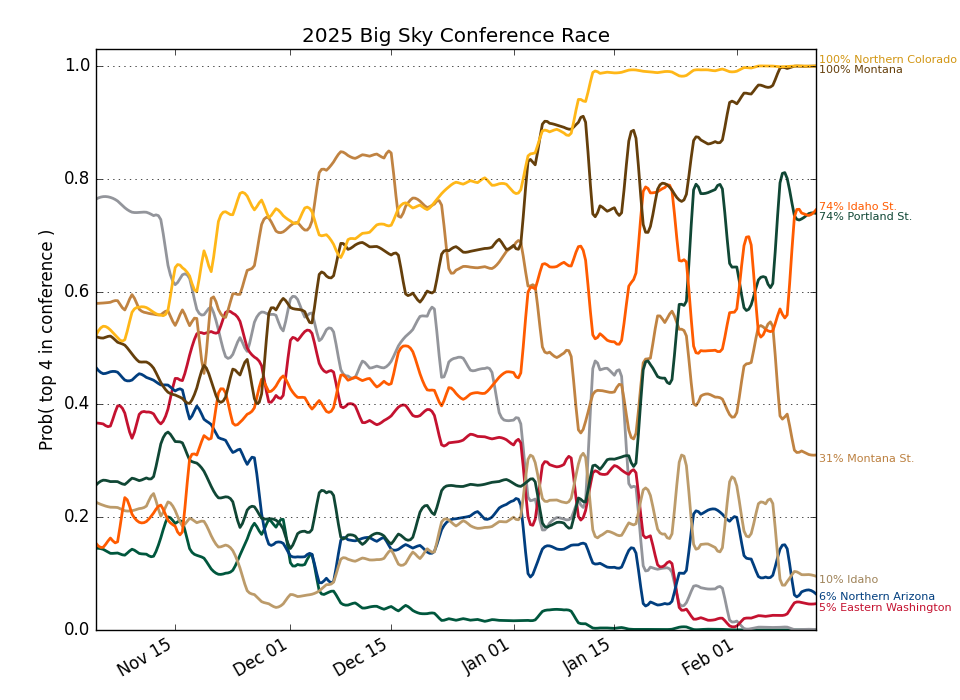 2025 Big Sky Conference Race
Prob( top 4 in conference )
1.0
0.8
0.6
0.4
0.2
0.0
Nov 15
Dec 01
Dec 15
Jan 01
Jan 15
Feb 01
100% Northern Colorado
100% Montana
74% Idaho St.
74% Portland St.
31% Montana St.
10% Idaho
6% Northern Arizona
5% Eastern Washington